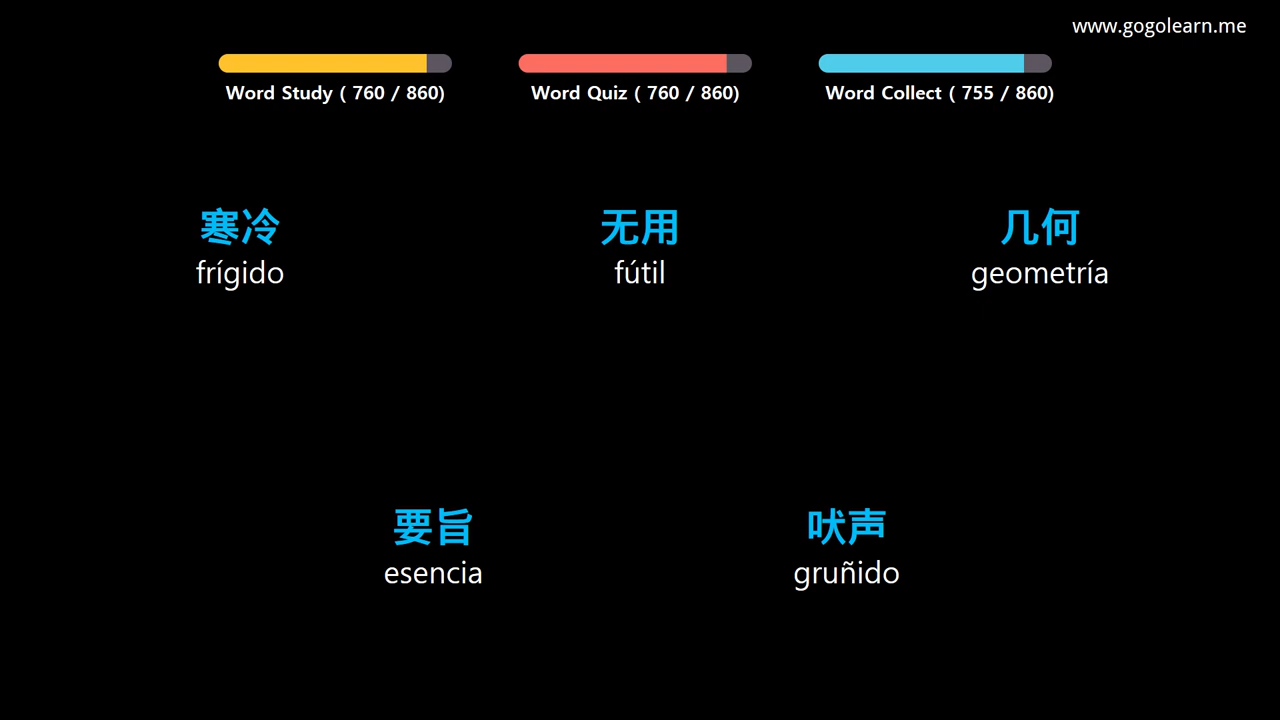 www.gogolearn.me
Word Study ( 760 / 860)
Word Quiz ( 760 / 860)
Word Collect ( 755 / 860)
寒冷
frígido
无用
fútil
几何
geometría
要旨
esencia
吠声
gruñido